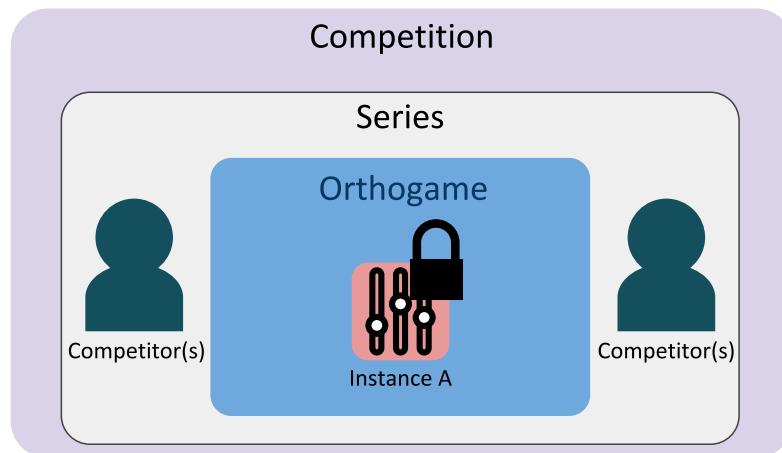 Competition
Series
Orthogame
Competitor(s)
Competitor(s)
Instance A